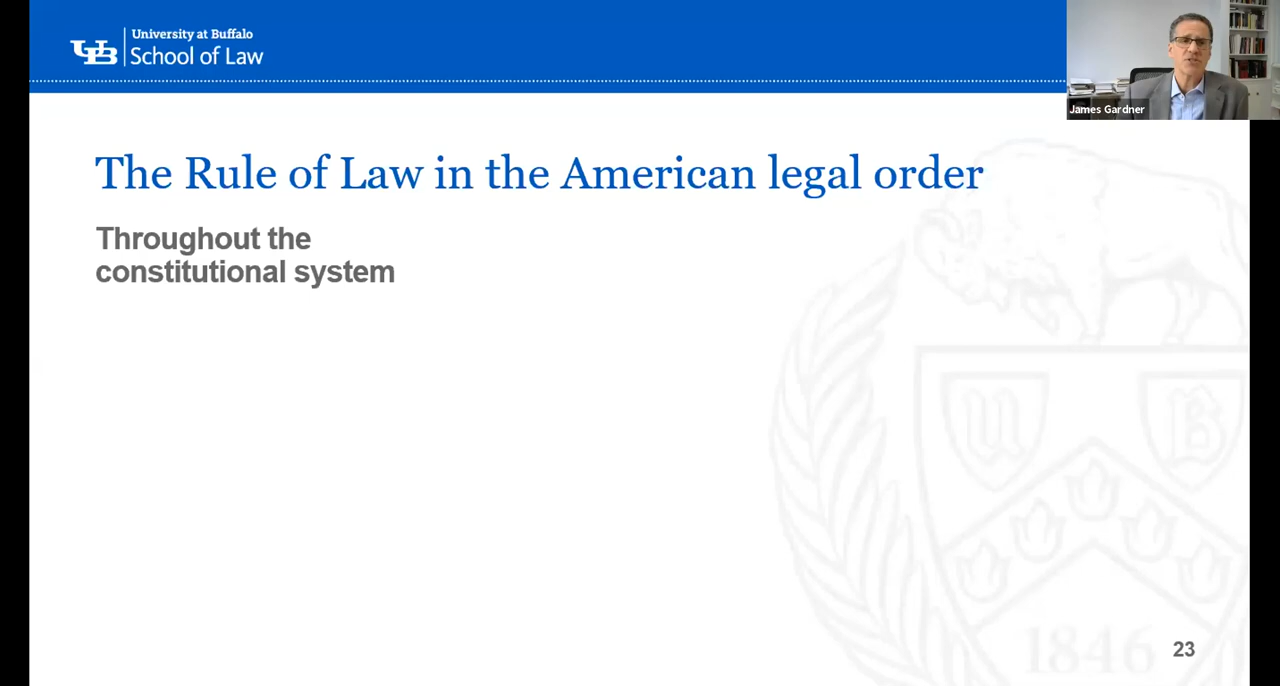 UB
University at Buffalo
School of Law
James Gardner
The Rule of Law in the American legal order
Throughout the
constitutional system
U B
1846
23